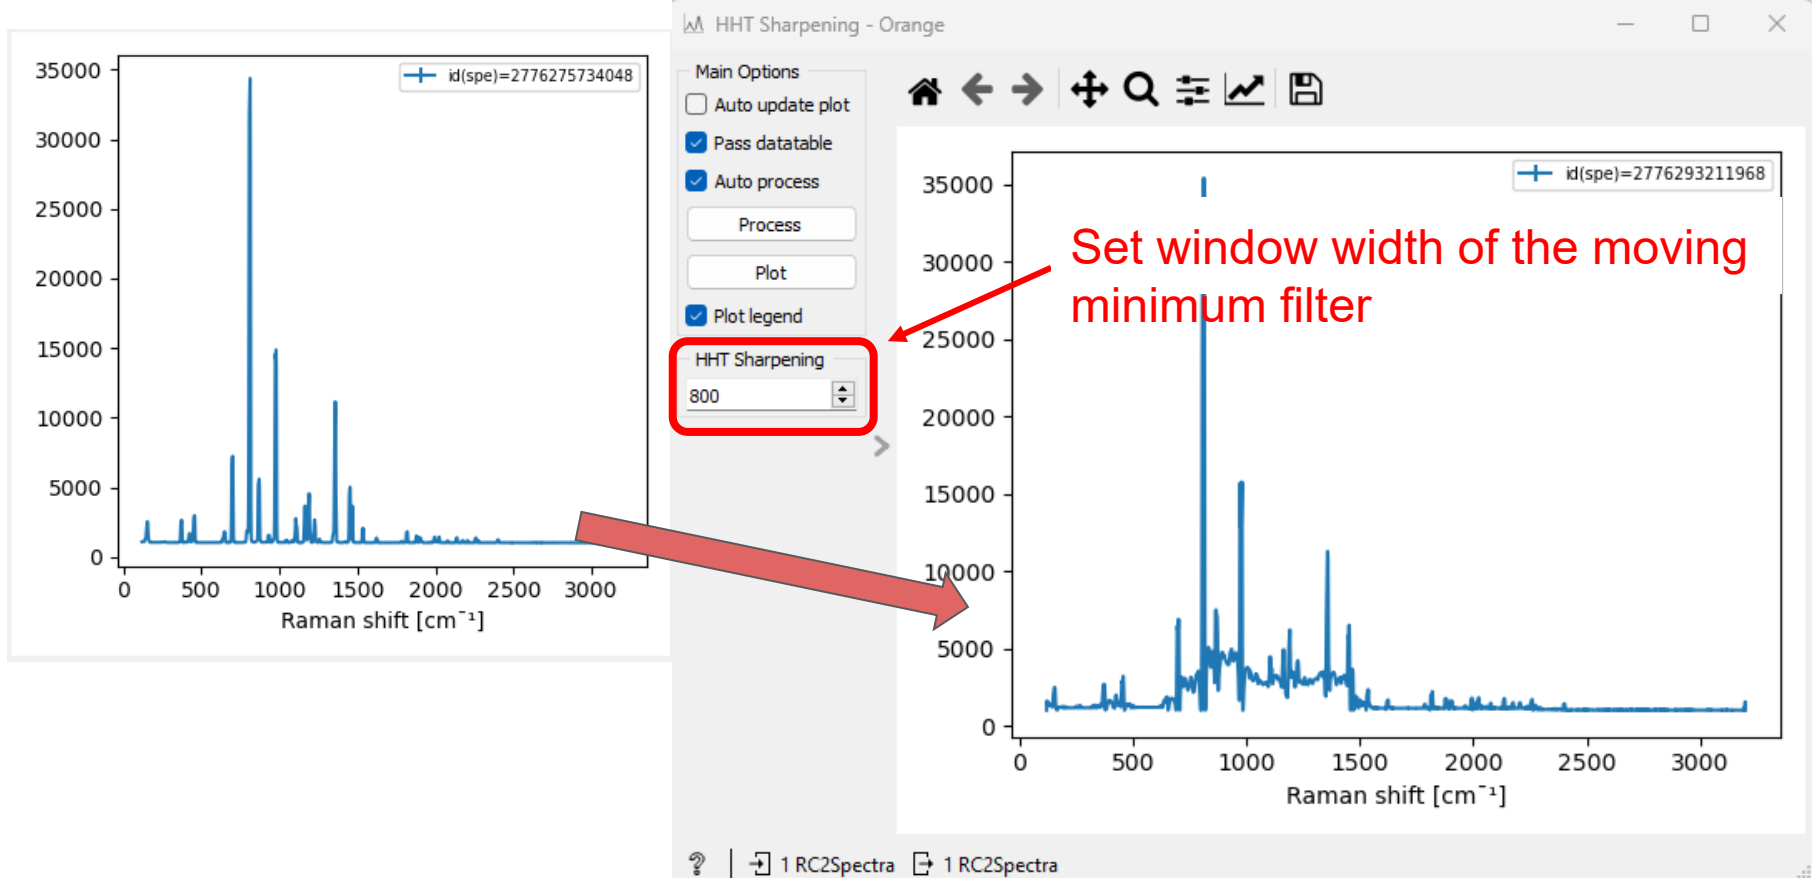 35000
30000
25000
20000
15000
10000
5000
0
0 500 1000 1500 2000 2500 3000
Raman shift [cm⁻¹]
id(spe)=2776275734048
HHT Sharpening - Orange
Main Options
Auto update plot
Pass datatable
Auto process
Process
Plot
Plot legend
HHT Sharpening
800
35000
30000
25000
20000
15000
10000
5000
0
0 500 1000 1500 2000 2500 3000
Raman shift [cm⁻¹]
id(spe)=2776293211968
Set window width of the moving
minimum filter
? 1 RC2Spectra 1 RC2Spectra